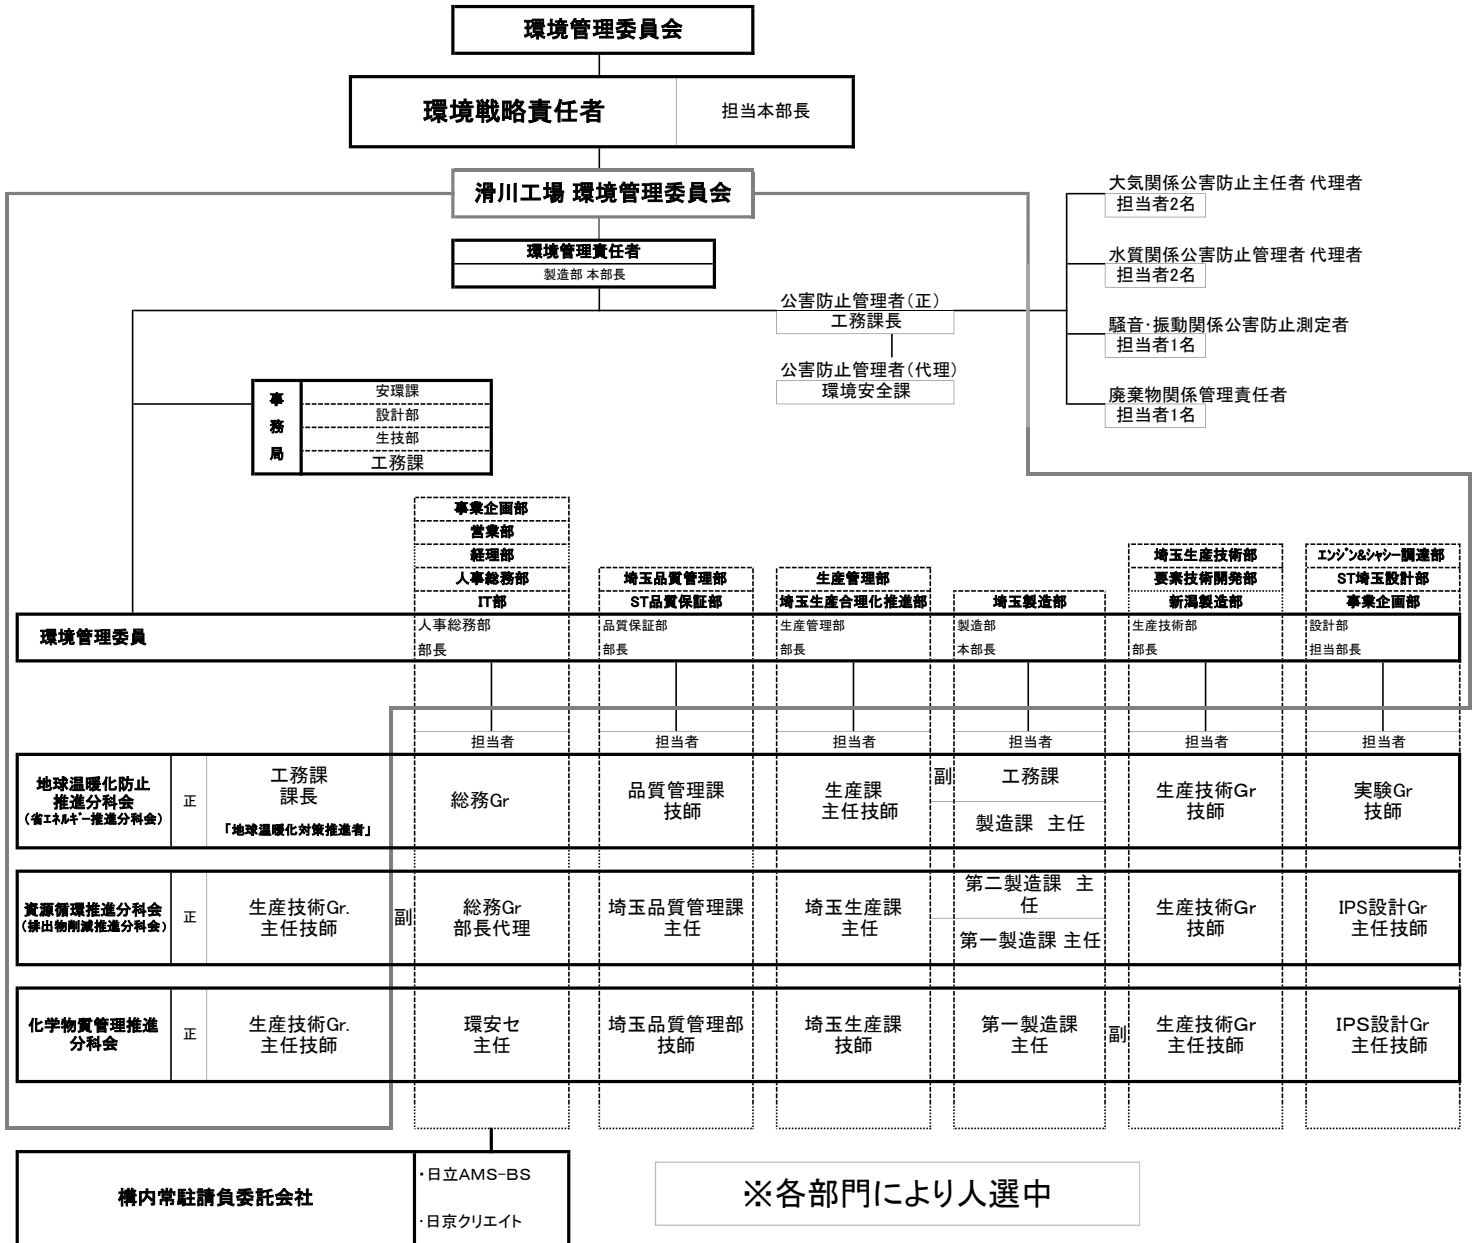 環境管理委員会
環境戦略責任者
担当本部長
滑川工場 環境管理委員会
環境管理責任者
製造部 本部長
大気関係公害防止主任者 代理者
担当者2名
水質関係公害防止管理者 代理者
担当者2名
騒音・振動関係公害防止測定者
担当者1名
廃棄物関係管理責任者
担当者1名
公害防止管理者(正)
工務課長
公害防止管理者(代理)
環境安全課
事
務
局
安環課
設計部
生技部
工務課
事業企画部
営業部
経理部
人事総務部
IT部
埼玉品質管理部
ST品質保証部
生産管理部
埼玉生産合理化推進部
埼玉製造部
埼玉生産技術部
要素技術開発部
新潟製造部
エンジン&シャシー調達部
ST埼玉設計部
事業企画部
環境管理委員
人事総務部
部長
品質保証部
部長
生産管理部
部長
製造部
本部長
生産技術部
部長
設計部
担当部長
担当者
担当者
担当者
担当者
担当者
担当者
地球温暖化防止
推進分科会
(省エネルギー推進分科会)
正
工務課
課長
「地球温暖化対策推進者」
総務Gr
品質管理課
技師
生産課
主任技師
副
工務課
製造課 主任
生産技術Gr
技師
実験Gr
技師
資源循環推進分科会
(排出物削減推進分科会)
正
生産技術Gr.
主任技師
副
総務Gr
部長代理
埼玉品質管理課
主任
埼玉生産課
主任
第二製造課 主
任
第一製造課 主任
生産技術Gr
技師
IPS設計Gr
主任技師
化学物質管理推進
分科会
正
生産技術Gr.
主任技師
環安セ
主任
埼玉品質管理部
技師
埼玉生産課
技師
第一製造課
主任
副
生産技術Gr
主任技師
IPS設計Gr
主任技師
構内常駐請負委託会社
・日立AMS-BS
・日京クリエイト
※各部門により人選中